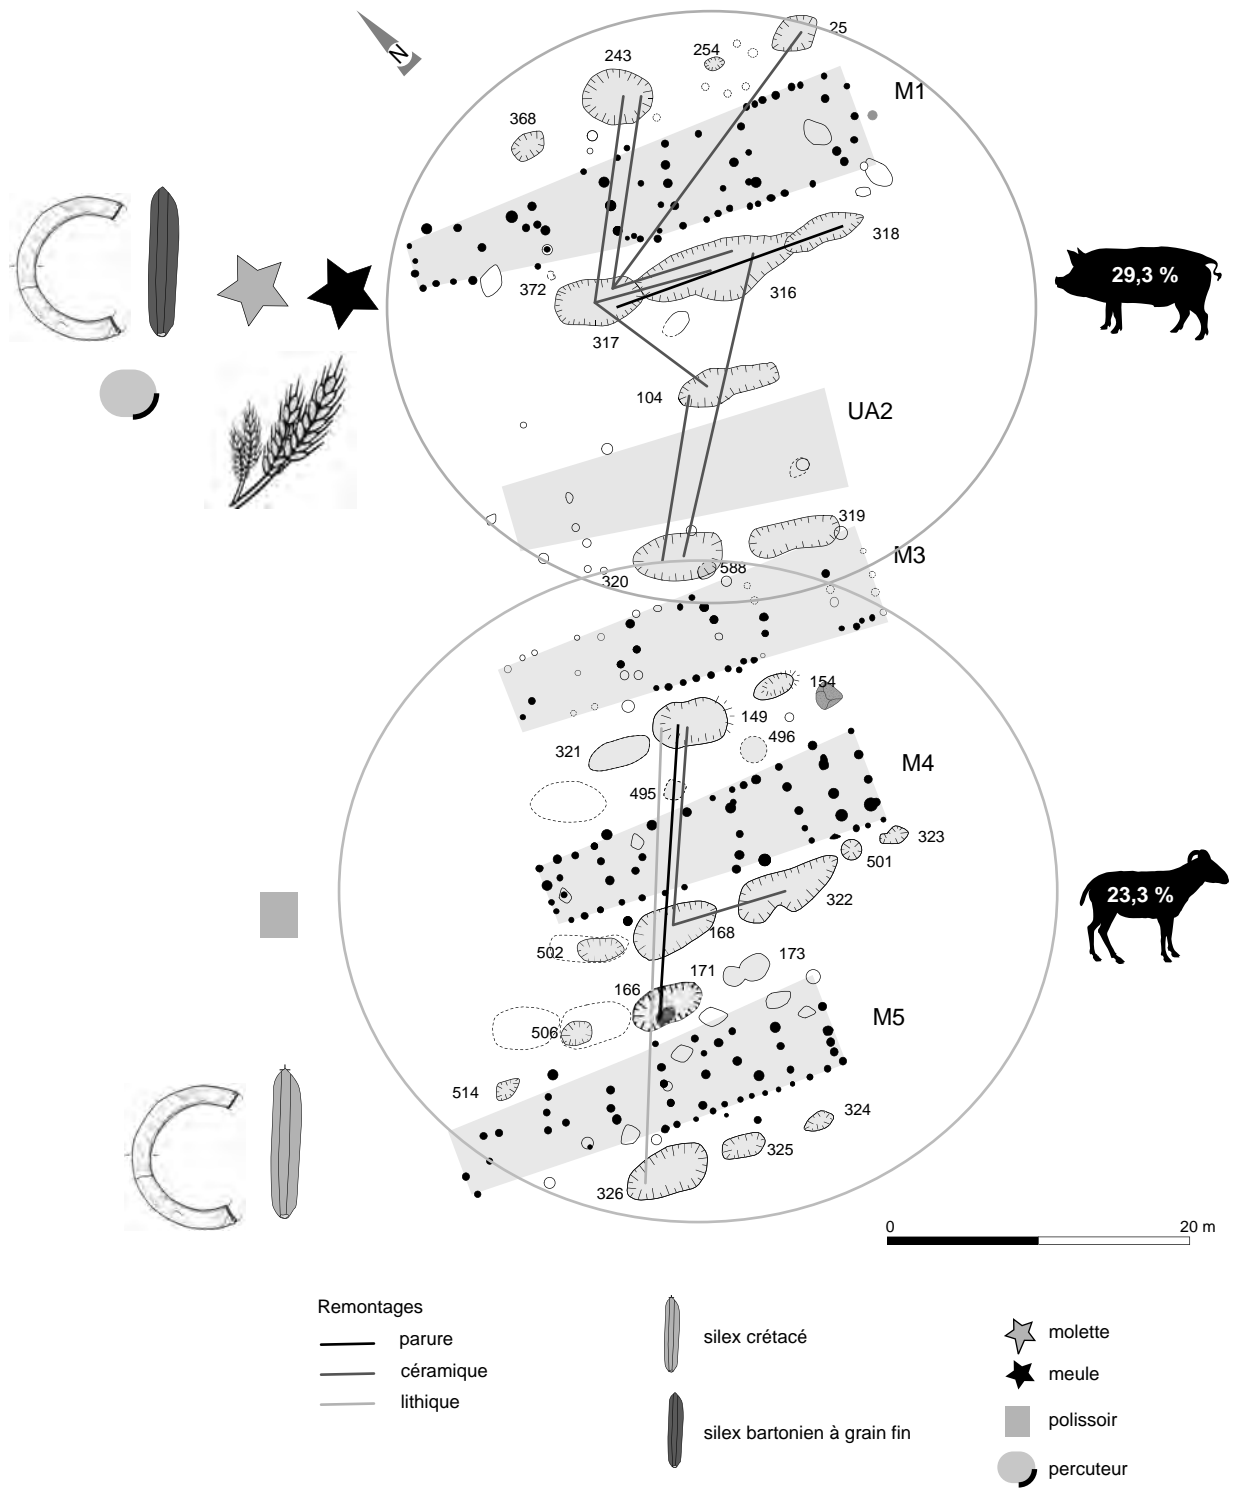 25
254
243
N
M1
368
318
29,3 %
372
316
317
104
UA2
319
M3
588
320
154
149
496
321
M4
495
323
501
322
23,3 %
168
502
173
171
166
M5
506
514
324
325
326
0 20 m
Remontages
parure
céramique
lithique
silex crétacé
silex bartonien à grain fin
molette
meule
polissoir
percuteur